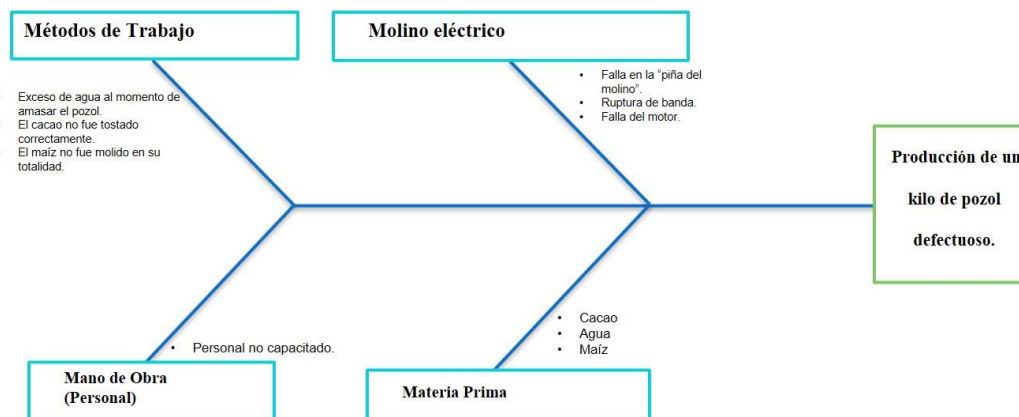 Métodos de Trabajo
Molino eléctrico
Exceso de agua al momento de
amasar el pozol.
El cacao no fue tostado
correctamente.
El maíz no fue molido en su
totalidad.
• Falla en la “piña del
molino”.
• Ruptura de banda.
• Falla del motor.
Producción de un
kilo de pozol
defectuoso.
• Personal no capacitado.
• Cacao
• Agua
• Maíz
Mano de Obra
(Personal)
Materia Prima